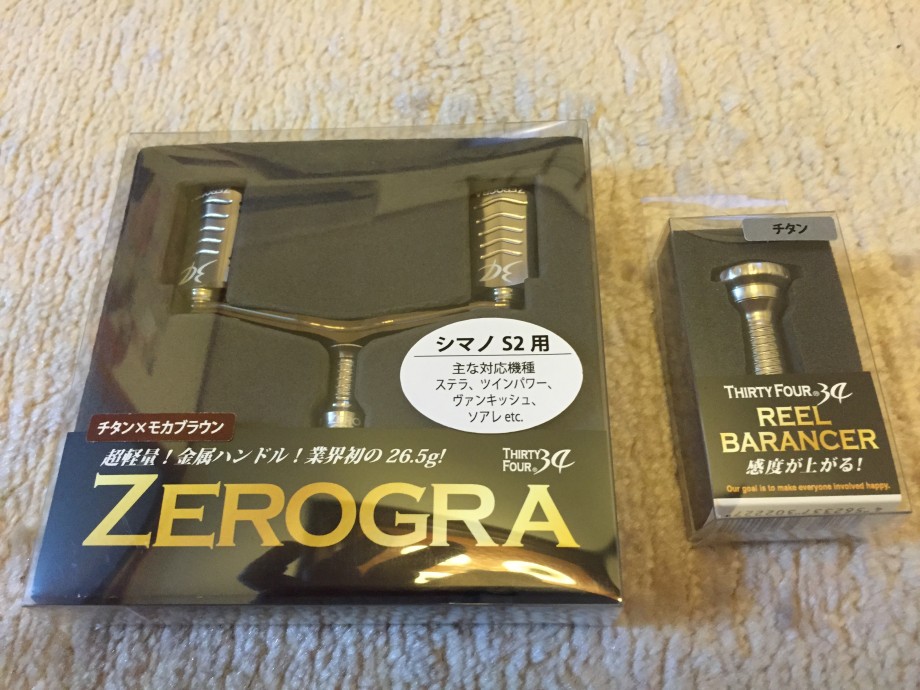 シマノ S2 用
主な対応機種
ステラ、ツインパワー、
ヴァンキッシュ、
ソアレ etc.
チタン×モカブラウン
超軽量！金属ハンドル！業界初の 26.5g!
THIRTY
FOUR® 34
ZEROGRA
チタン
THIRTY FOUR® 34
REEL
BARANCER
感度が上がる！
Our goal is to make everyone involved happy.